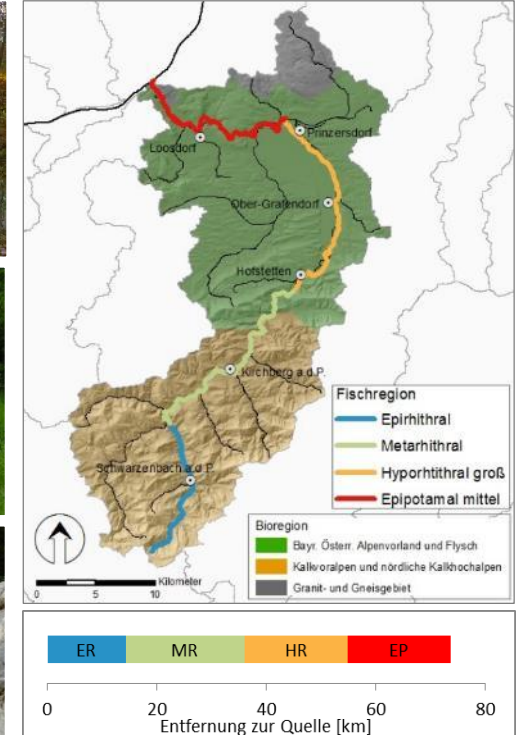 Loosdorf
Prinzersdorf
Ober-Grafendorf
Hofstetten
Kirchberg a.d.P.
Schwarzenbach a.d.P.
Fischregion
Epirhithral
Metarhithral
Hyporhtithral groß
Epipotamal mittel
Bioregion
Bayr. Österr. Alpenvorland und Flysch
Kalkvoralpen und nördliche Kalkhochalpen
Granit- und Gneisgebiet
Kilometer
0 5 10
ER MR HR EP
0 20 40 60 80
Entfernung zur Quelle [km]